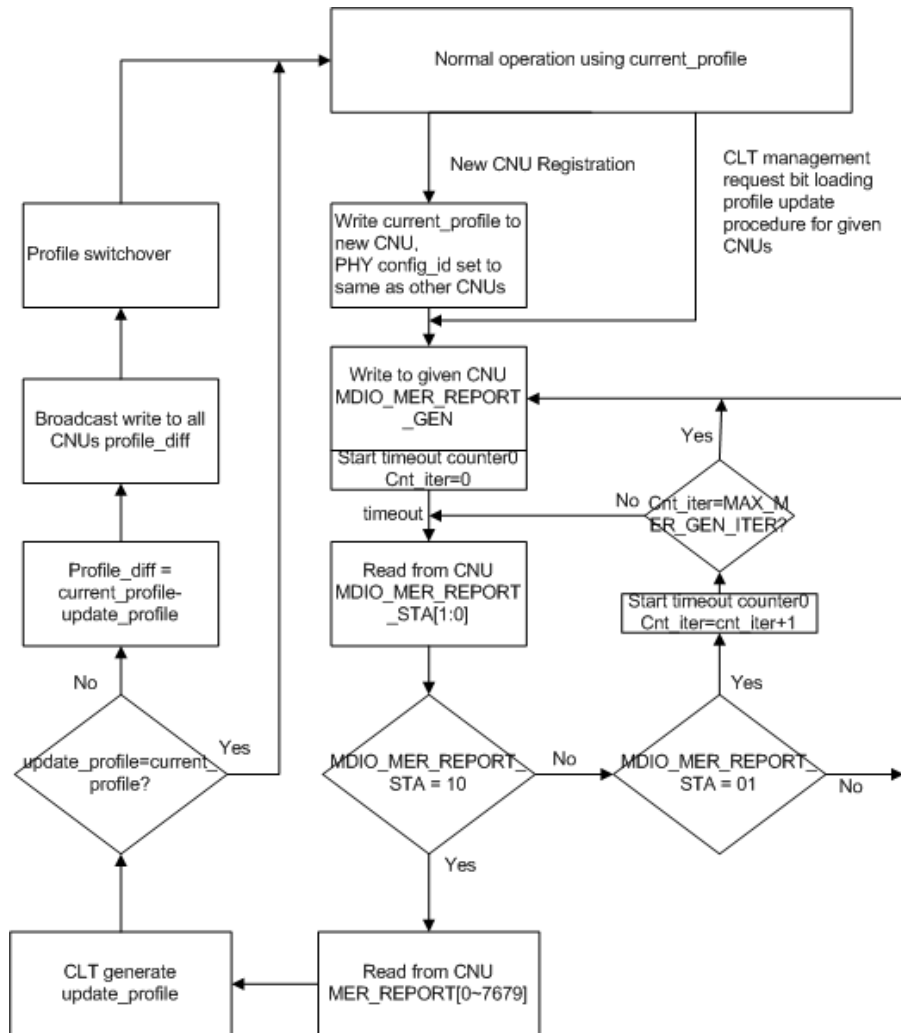 Normal operation using current_profile
New CNU Registration
CLT management
request bit loading
profile update
procedure for given
CNUs
Profile switchover
Write current_profile to
new CNU,
PHY config_id set to
same as other CNUs
Broadcast write to all
CNUs profile_diff
Write to given CNU
MDIO_MER_REPORT
_GEN
Start timeout counter0
Cnt_iter=0
Yes
No
Cnt_iter=MAX_M
ER_GEN_ITER?
timeout
Profile_diff =
current_profile-
update_profile
Read from CNU
MDIO_MER_REPORT
_STA[1:0]
Start timeout counter0
Cnt_iter=cnt_iter+1
No
Yes
update_profile=current_
profile?
Yes
MDIO_MER_REPORT_
STA = 10
No
MDIO_MER_REPORT_
STA = 01
No
Yes
CLT generate
update_profile
Read from CNU
MER_REPORT[0~7679]